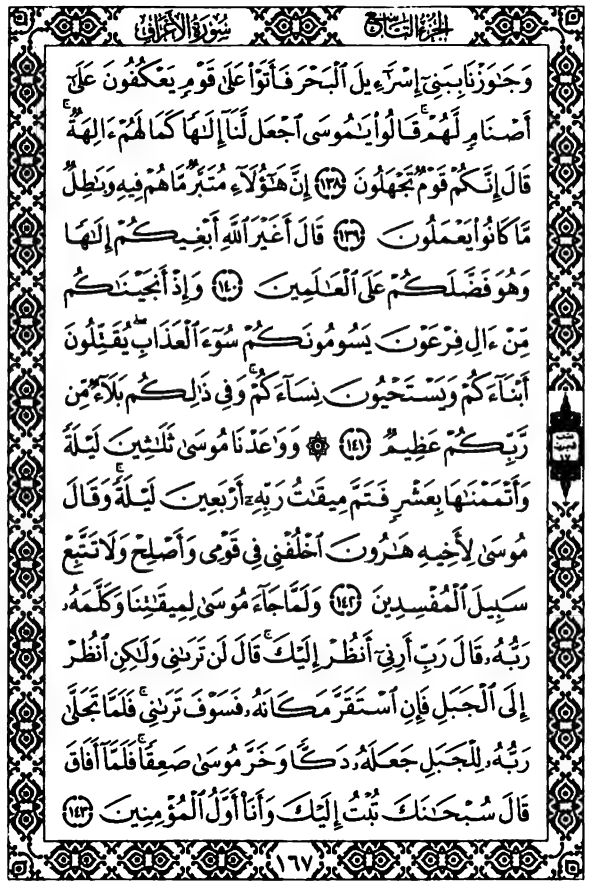 الجزء التاسع
سورة الأعراف
وَجَـٰوَزْنَا بِبَنِىٓ إِسْرَٰٓءِيلَ ٱلْبَحْرَ فَأَتَوْا۟ عَلَىٰ قَوْمٍ يَعْكُفُونَ عَلَىٰٓ
أَصْنَامٍ لَّهُمْ ۚ قَالُوا۟ يَـٰمُوسَى ٱجْعَل لَّنَآ إِلَـٰهًا كَمَا لَهُمْ ءَالِهَةٌ ۚ
قَالَ إِنَّكُمْ قَوْمٌ تَجْهَلُونَ ١٣٨ إِنَّ هَـٰٓؤُلَآءِ مُتَبَّرٌ مَّا هُمْ فِيهِ وَبَـٰطِلٌ
مَّا كَانُوا۟ يَعْمَلُونَ ١٣٩ قَالَ أَغَيْرَ ٱللَّهِ أَبْغِيكُمْ إِلَـٰهًا
وَهُوَ فَضَّلَكُمْ عَلَى ٱلْعَـٰلَمِينَ ١٤٠ وَإِذْ أَنجَيْنَـٰكُم
مِّنْ ءَالِ فِرْعَوْنَ يَسُومُونَكُمْ سُوٓءَ ٱلْعَذَابِ ۖ يُقَتِّلُونَ
أَبْنَآءَكُمْ وَيَسْتَحْيُونَ نِسَآءَكُمْ ۚ وَفِى ذَٰلِكُم بَلَآءٌ مِّن
رَّبِّكُمْ عَظِيمٌ ١٤١ ۞ وَوَٰعَدْنَا مُوسَىٰ ثَلَـٰثِينَ لَيْلَةً
وَأَتْمَمْنَـٰهَا بِعَشْرٍ فَتَمَّ مِيقَـٰتُ رَبِّهِۦٓ أَرْبَعِينَ لَيْلَةً ۚ وَقَالَ
مُوسَىٰ لِأَخِيهِ هَـٰرُونَ ٱخْلُفْنِى فِى قَوْمِى وَأَصْلِحْ وَلَا تَتَّبِعْ
سَبِيلَ ٱلْمُفْسِدِينَ ١٤٢ وَلَمَّا جَآءَ مُوسَىٰ لِمِيقَـٰتِنَا وَكَلَّمَهُۥ
رَبُّهُۥ قَالَ رَبِّ أَرِنِىٓ أَنظُرْ إِلَيْكَ ۚ قَالَ لَن تَرَىٰنِى وَلَـٰكِنِ ٱنظُرْ
إِلَى ٱلْجَبَلِ فَإِنِ ٱسْتَقَرَّ مَكَانَهُۥ فَسَوْفَ تَرَىٰنِى ۚ فَلَمَّا تَجَلَّىٰ
رَبُّهُۥ لِلْجَبَلِ جَعَلَهُۥ دَكًّا وَخَرَّ مُوسَىٰ صَعِقًا ۚ فَلَمَّآ أَفَاقَ
قَالَ سُبْحَـٰنَكَ تُبْتُ إِلَيْكَ وَأَنَا۠ أَوَّلُ ٱلْمُؤْمِنِينَ ١٤٣
١٦٧